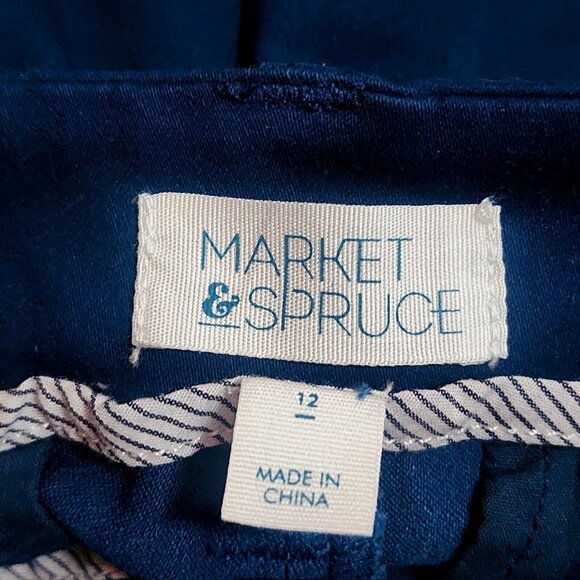 MARKET
& SPRUCE
12
MADE IN
CHINA